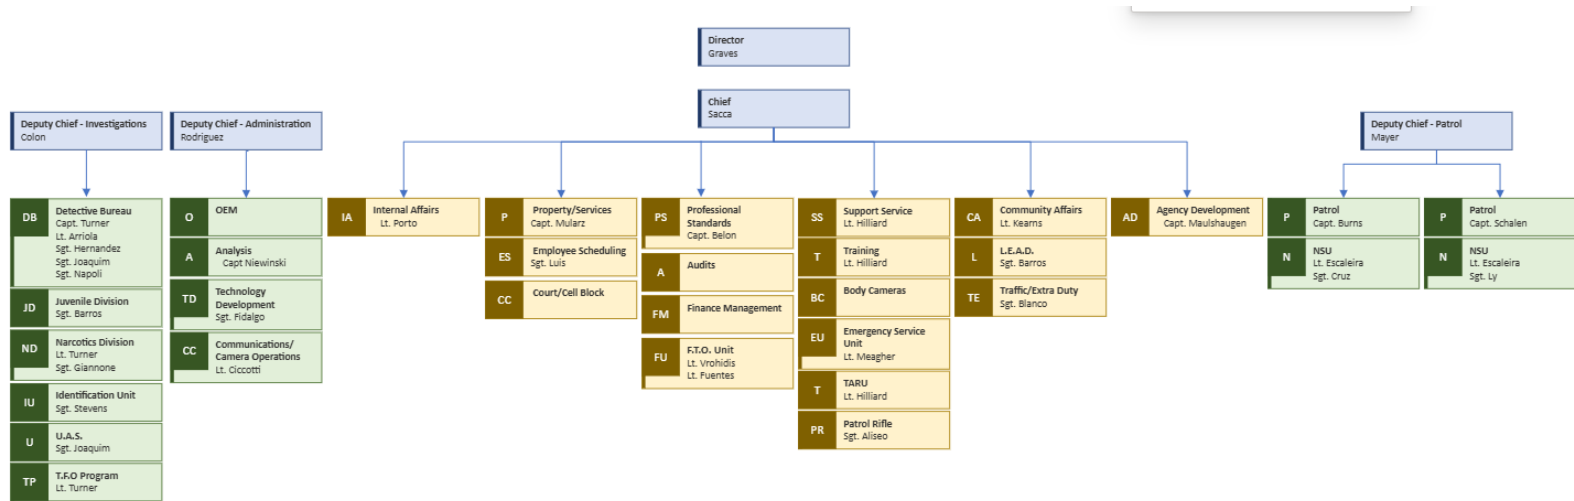 Director
Graves
Chief
Sacca
Deputy Chief - Investigations
Colon
Deputy Chief - Administration
Rodriguez
Deputy Chief - Patrol
Mayer
DB
Detective Bureau
Capt. Turner
Lt. Arriola
Sgt. Hernandez
Sgt. Joaquim
Sgt. Napoli
JD
Juvenile Division
Sgt. Barros
ND
Narcotics Division
Lt. Turner
Sgt. Giannone
IU
Identification Unit
Sgt. Stevens
U
U.A.S.
Sgt. Joaquim
TP
T.F.O Program
Lt. Turner
O
OEM
A
Analysis
Capt Niewinski
TD
Technology
Development
Sgt. Fidalgo
CC
Communications/
Camera Operations
Lt. Ciccotti
IA
Internal Affairs
Lt. Porto
P
Property/Services
Capt. Mularz
ES
Employee Scheduling
Sgt. Luis
CC
Court/Cell Block
PS
Professional
Standards
Capt. Belon
A
Audits
FM
Finance Management
FU
F.T.O. Unit
Lt. Vrohidis
Lt. Fuentes
SS
Support Service
Lt. Hilliard
T
Training
Lt. Hilliard
BC
Body Cameras
EU
Emergency Service
Unit
Lt. Meagher
T
TARU
Lt. Hilliard
PR
Patrol Rifle
Sgt. Aliseo
CA
Community Affairs
Lt. Kearns
L
L.E.A.D.
Sgt. Barros
TE
Traffic/Extra Duty
Sgt. Blanco
AD
Agency Development
Capt. Maulshaugen
P
Patrol
Capt. Burns
N
NSU
Lt. Escaleira
Sgt. Cruz
P
Patrol
Capt. Schalen
N
NSU
Lt. Escaleira
Sgt. Ly